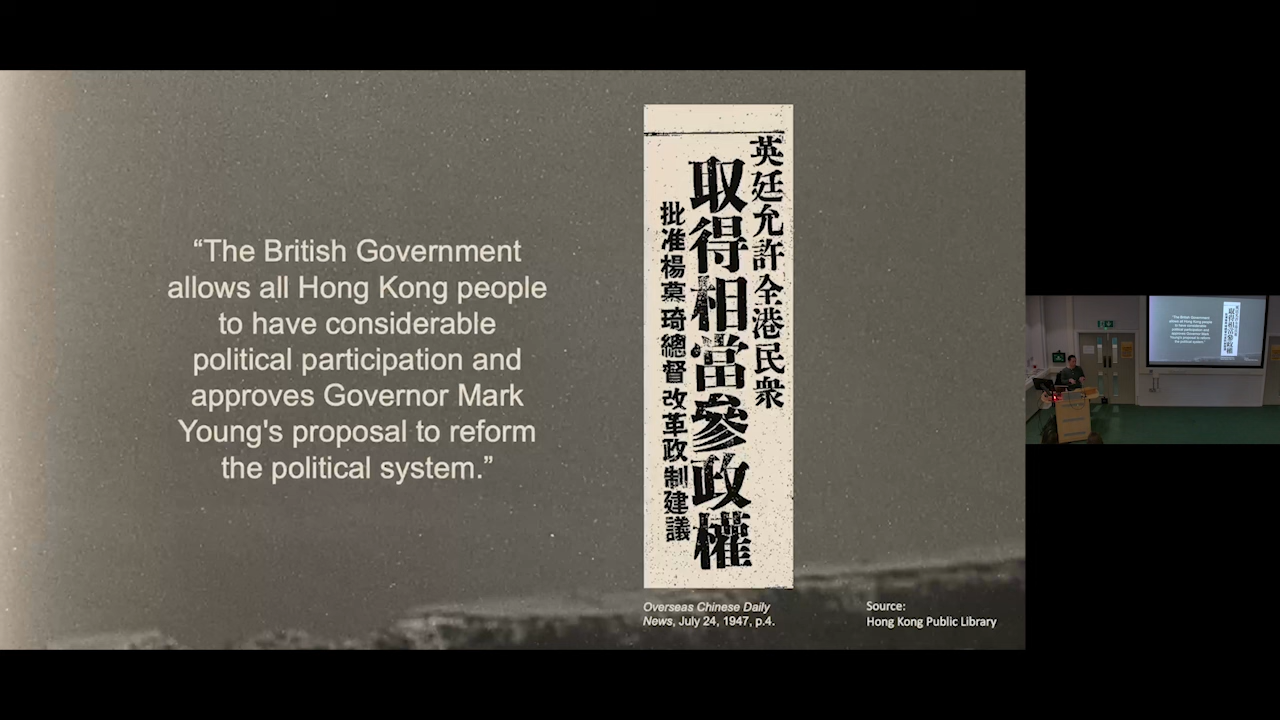 “The British Government
allows all Hong Kong people
to have considerable
political participation and
approves Governor Mark
Young's proposal to reform
the political system.”
英廷允許全港民衆
取得相當參政權
批准楊慕琦總督改革政制建議
Overseas Chinese Daily
News, July 24, 1947, p.4.
Source:
Hong Kong Public Library